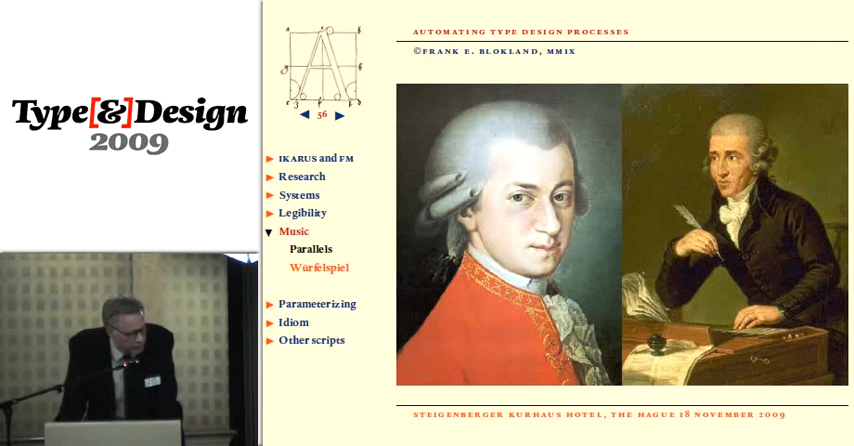 Type[&]Design
2009
56
IKARUS and FM
Research
Systems
Legibility
Music
Parallels
Würfelspiel
Parameterizing
Idiom
Other scripts
AUTOMATING TYPE DESIGN PROCESSES
©FRANK E. BLOKLAND, MMIX
STEIGENBERGER KURHAUS HOTEL, THE HAGUE 18 NOVEMBER 2009